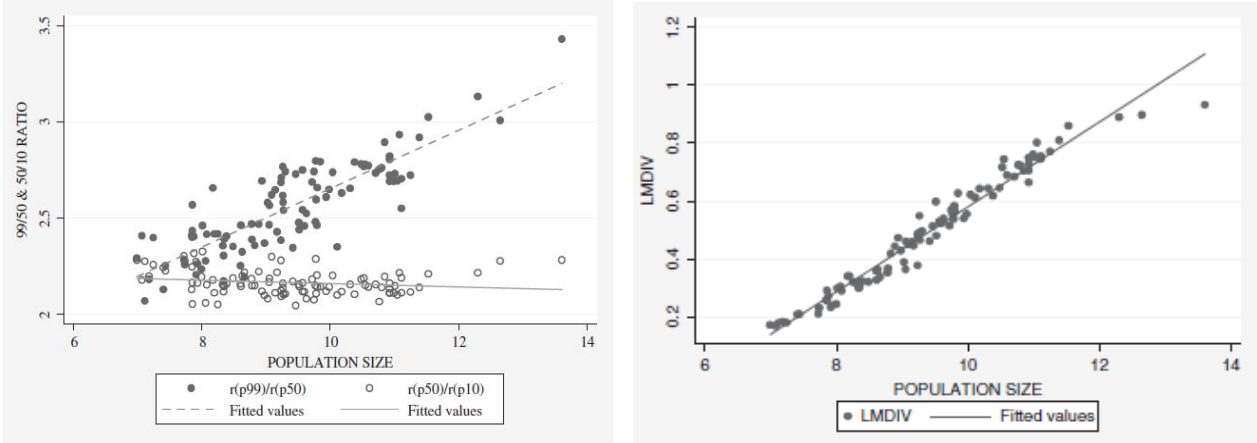 3.5
3
2.5
2
99/50 & 50/10 RATIO
6 8 10 12 14
POPULATION SIZE
r(p99)/r(p50) r(p50)/r(p10)
Fitted values Fitted values
1.2
1
0.8
0.6
0.4
0.2
LMDIV
6 8 10 12 14
POPULATION SIZE
LMDIV Fitted values